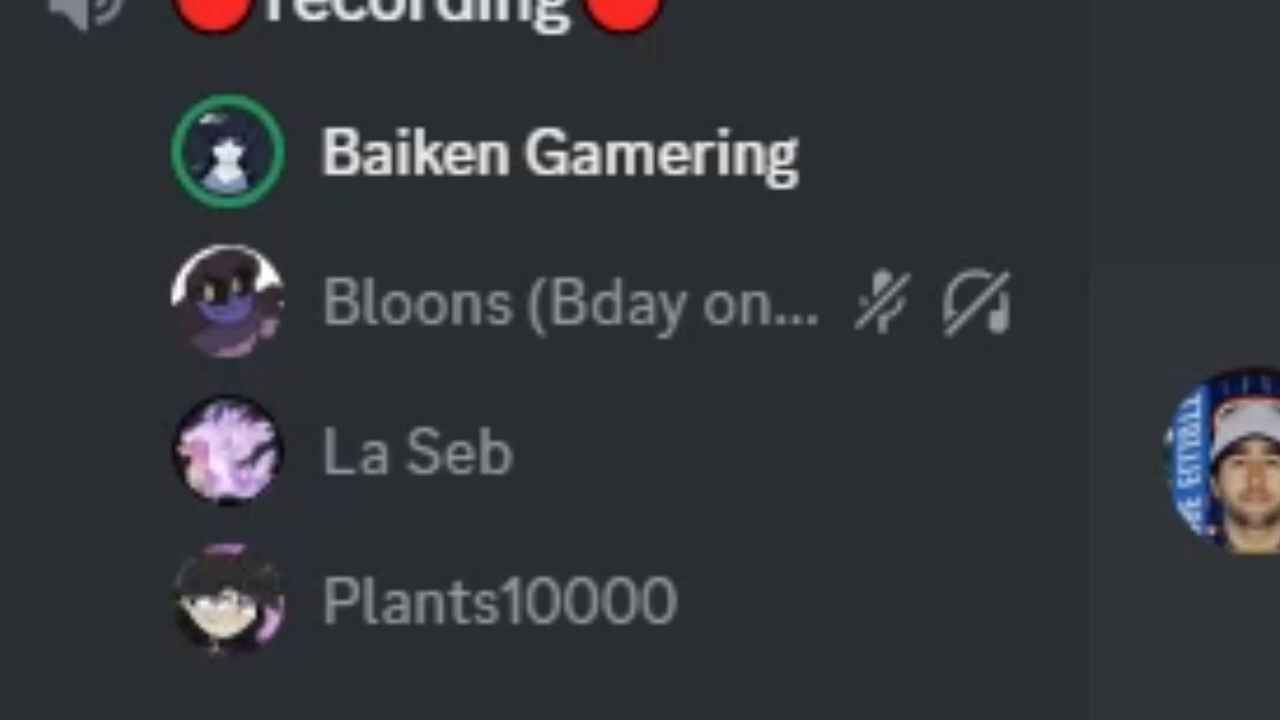 recording
Baiken Gamering
Bloons (Bday on...
La Seb
Plants10000